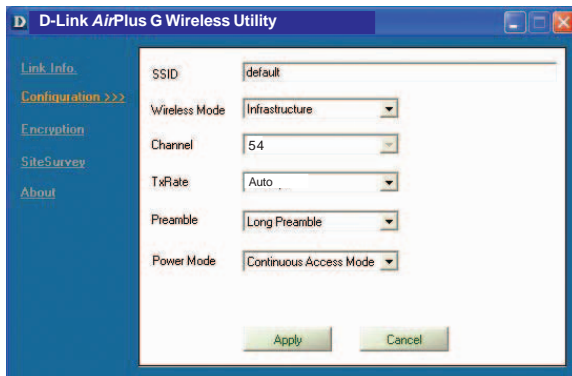 D D-Link AirPlus G Wireless Utility
Link Info.
Configuration >>>
Encryption
SiteSurvey
About
SSID default
Wireless Mode Infrastructure
Channel 54
TxRate Auto
Preamble Long Preamble
Power Mode Continuous Access Mode
Apply Cancel